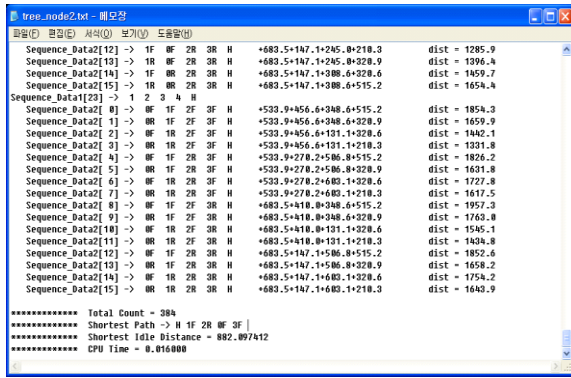 tree_node2.txt - 메모장
파일(F) 편집(E) 서식(O) 보기(V) 도움말(H)
Sequence_Data2[12] -> 1F 0F 2R 3R H +683.5+147.1+245.0+210.3 dist = 1285.9
Sequence_Data2[13] -> 1R 0F 2R 3R H +683.5+147.1+245.0+320.9 dist = 1396.4
Sequence_Data2[14] -> 1F 0R 2R 3R H +683.5+147.1+308.6+320.6 dist = 1459.7
Sequence_Data2[15] -> 1R 0R 2R 3R H +683.5+147.1+308.6+515.2 dist = 1654.4
Sequence_Data1[23] -> 1 2 3 4 H
Sequence_Data2[ 0] -> 0F 1F 2F 3F H +533.9+456.6+348.6+515.2 dist = 1854.3
Sequence_Data2[ 1] -> 0R 1F 2F 3F H +533.9+456.6+348.6+320.9 dist = 1659.9
Sequence_Data2[ 2] -> 0F 1R 2F 3F H +533.9+456.6+131.1+320.6 dist = 1442.1
Sequence_Data2[ 3] -> 0R 1R 2F 3F H +533.9+456.6+131.1+210.3 dist = 1331.8
Sequence_Data2[ 4] -> 0F 1F 2R 3F H +533.9+270.2+506.8+515.2 dist = 1826.2
Sequence_Data2[ 5] -> 0R 1F 2R 3F H +533.9+270.2+506.8+320.9 dist = 1631.8
Sequence_Data2[ 6] -> 0F 1R 2R 3F H +533.9+270.2+603.1+320.6 dist = 1727.8
Sequence_Data2[ 7] -> 0R 1R 2R 3F H +533.9+270.2+603.1+210.3 dist = 1617.5
Sequence_Data2[ 8] -> 0F 1F 2F 3R H +683.5+410.0+348.6+515.2 dist = 1957.3
Sequence_Data2[ 9] -> 0R 1F 2F 3R H +683.5+410.0+348.6+320.9 dist = 1763.0
Sequence_Data2[10] -> 0F 1R 2F 3R H +683.5+410.0+131.1+320.6 dist = 1545.1
Sequence_Data2[11] -> 0R 1R 2F 3R H +683.5+410.0+131.1+210.3 dist = 1434.8
Sequence_Data2[12] -> 0F 1F 2R 3R H +683.5+147.1+506.8+515.2 dist = 1852.6
Sequence_Data2[13] -> 0R 1F 2R 3R H +683.5+147.1+506.8+320.9 dist = 1658.2
Sequence_Data2[14] -> 0F 1R 2R 3R H +683.5+147.1+603.1+320.6 dist = 1754.2
Sequence_Data2[15] -> 0R 1R 2R 3R H +683.5+147.1+603.1+210.3 dist = 1643.9
************* Total Count = 384
************* Shortest Path -> H 1F 2R 0F 3F
************* Shortest Idle Distance = 882.097412
************* CPU Time = 0.016000